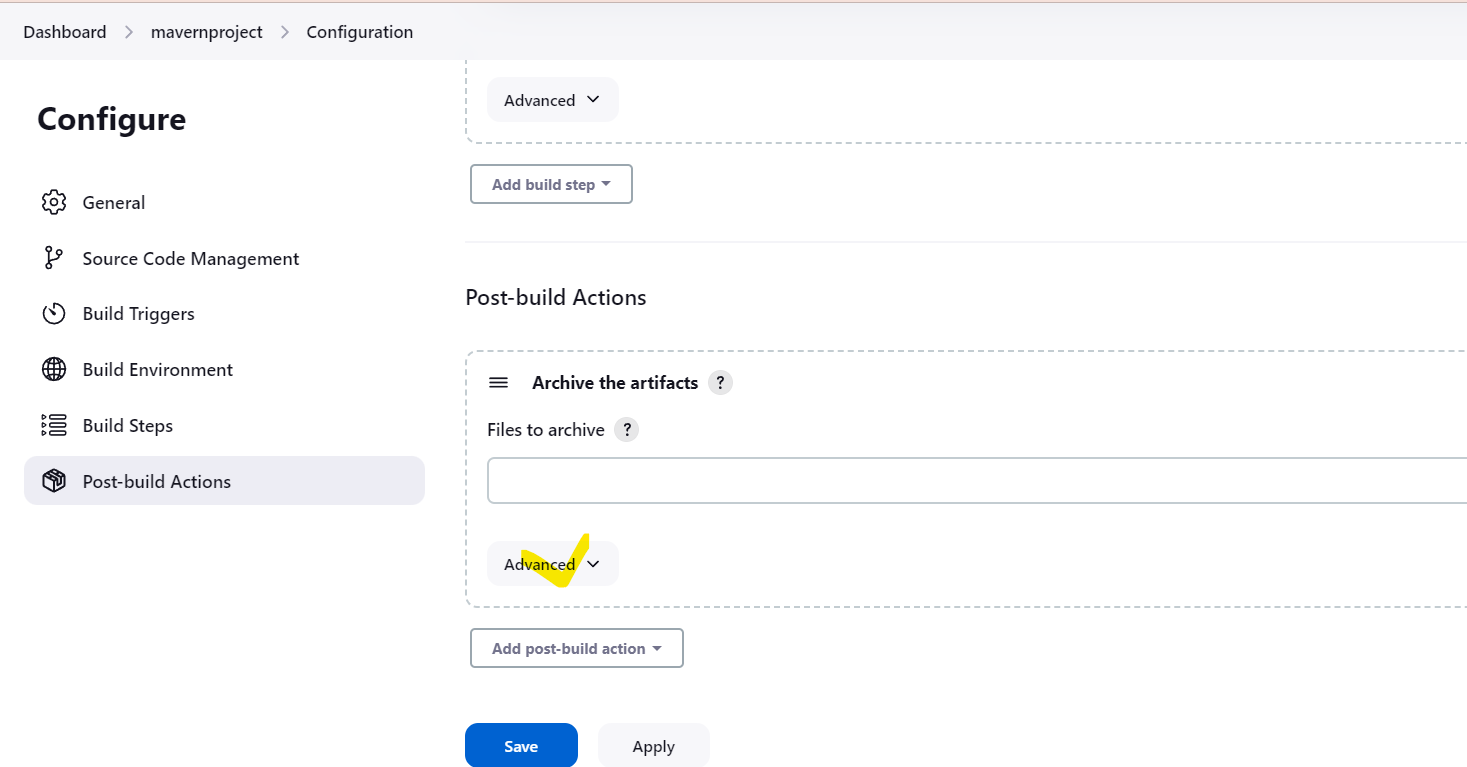 Dashboard > mavernproject > Configuration
Configure
General
Source Code Management
Build Triggers
Build Environment
Build Steps
Post-build Actions
Advanced
Add build step
Post-build Actions
Archive the artifacts ?
Files to archive ?
Advanced
Add post-build action
Save Apply